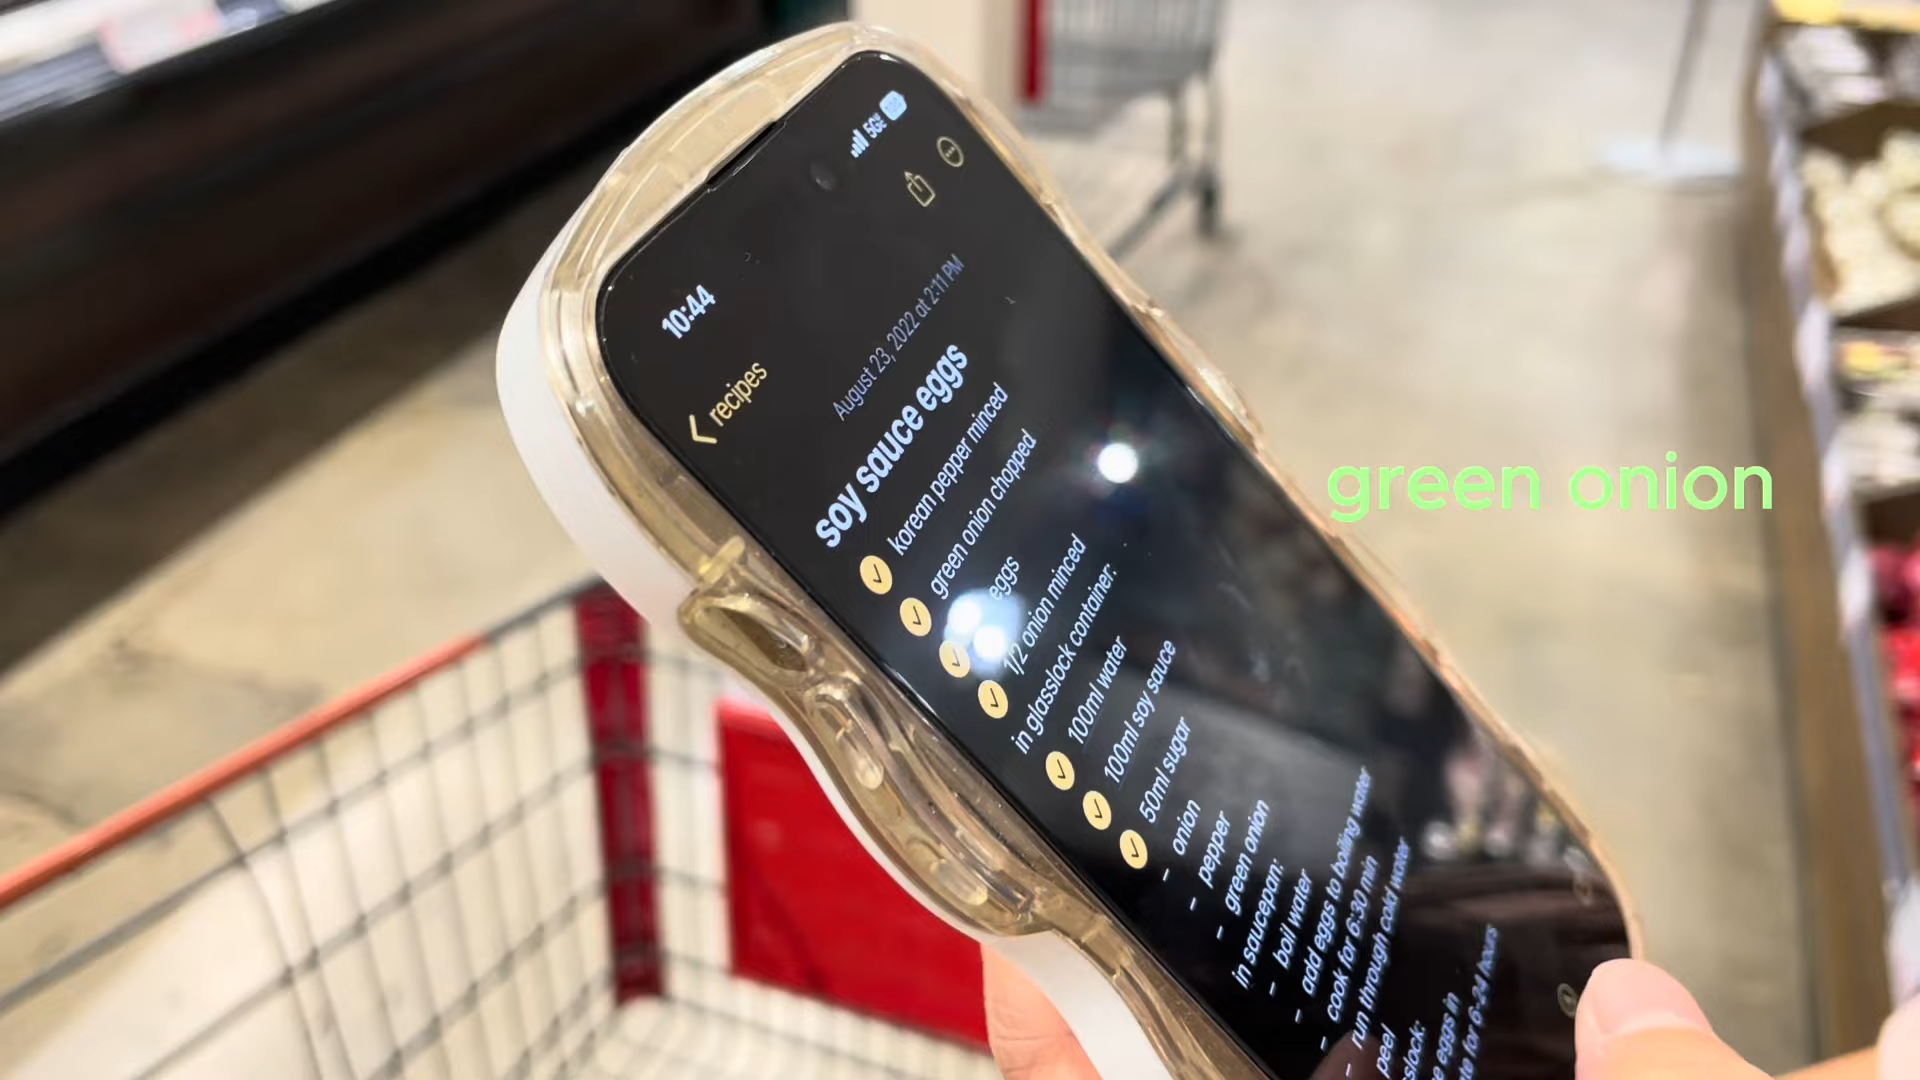 5G
10:44
recipes
August 23, 2022 at 2:11 PM
soy sauce eggs
korean pepper minced
green onion chopped
eggs
1/2 onion minced
in glasslock container:
100ml water
100ml soy sauce
50ml sugar
- onion
- pepper
- green onion
in saucepan:
- boil water
- add eggs to boiling water
- cook for 6:30 min
- run through cold water
peel
eggs in
for 6-24 hours
green onion